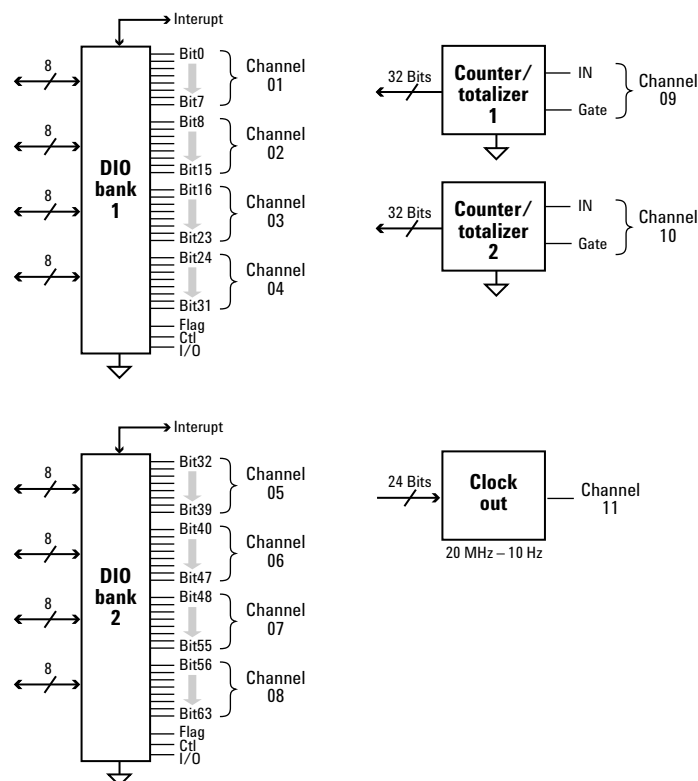 Interupt
8
Bit0
Bit7
Channel
01
8
Bit8
Bit15
Channel
02
DIO
bank
1
8
Bit16
Bit23
Channel
03
8
Bit24
Bit31
Channel
04
Flag
Ctl
I/O
32 Bits
Counter/
totalizer
1
IN
Gate
Channel
09
32 Bits
Counter/
totalizer
2
IN
Gate
Channel
10
Interupt
8
Bit32
Bit39
Channel
05
8
Bit40
Bit47
Channel
06
DIO
bank
2
8
Bit48
Bit55
Channel
07
8
Bit56
Bit63
Channel
08
Flag
Ctl
I/O
24 Bits
Clock
out
Channel
11
20 MHz – 10 Hz